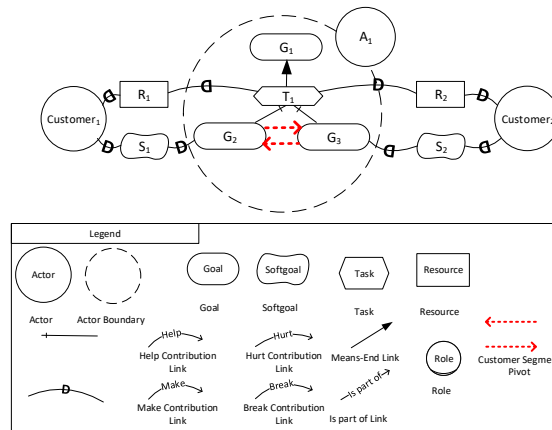 G1
A1
Customer1
R1
D
D
T1
D
R2
D
Customer2
D
S1
D
G2
G3
D
S2
D
Legend
Actor
Goal
Softgoal
Task
Resource
Actor
Actor Boundary
Goal
Softgoal
Task
Resource
Help
Help Contribution
Link
Hurt
Hurt Contribution
Link
Means-End Link
Role
Role
Customer Segme
Pivot
D
Make
Make Contribution
Link
Break
Break Contribution
Link
Is part of
Is part of Link